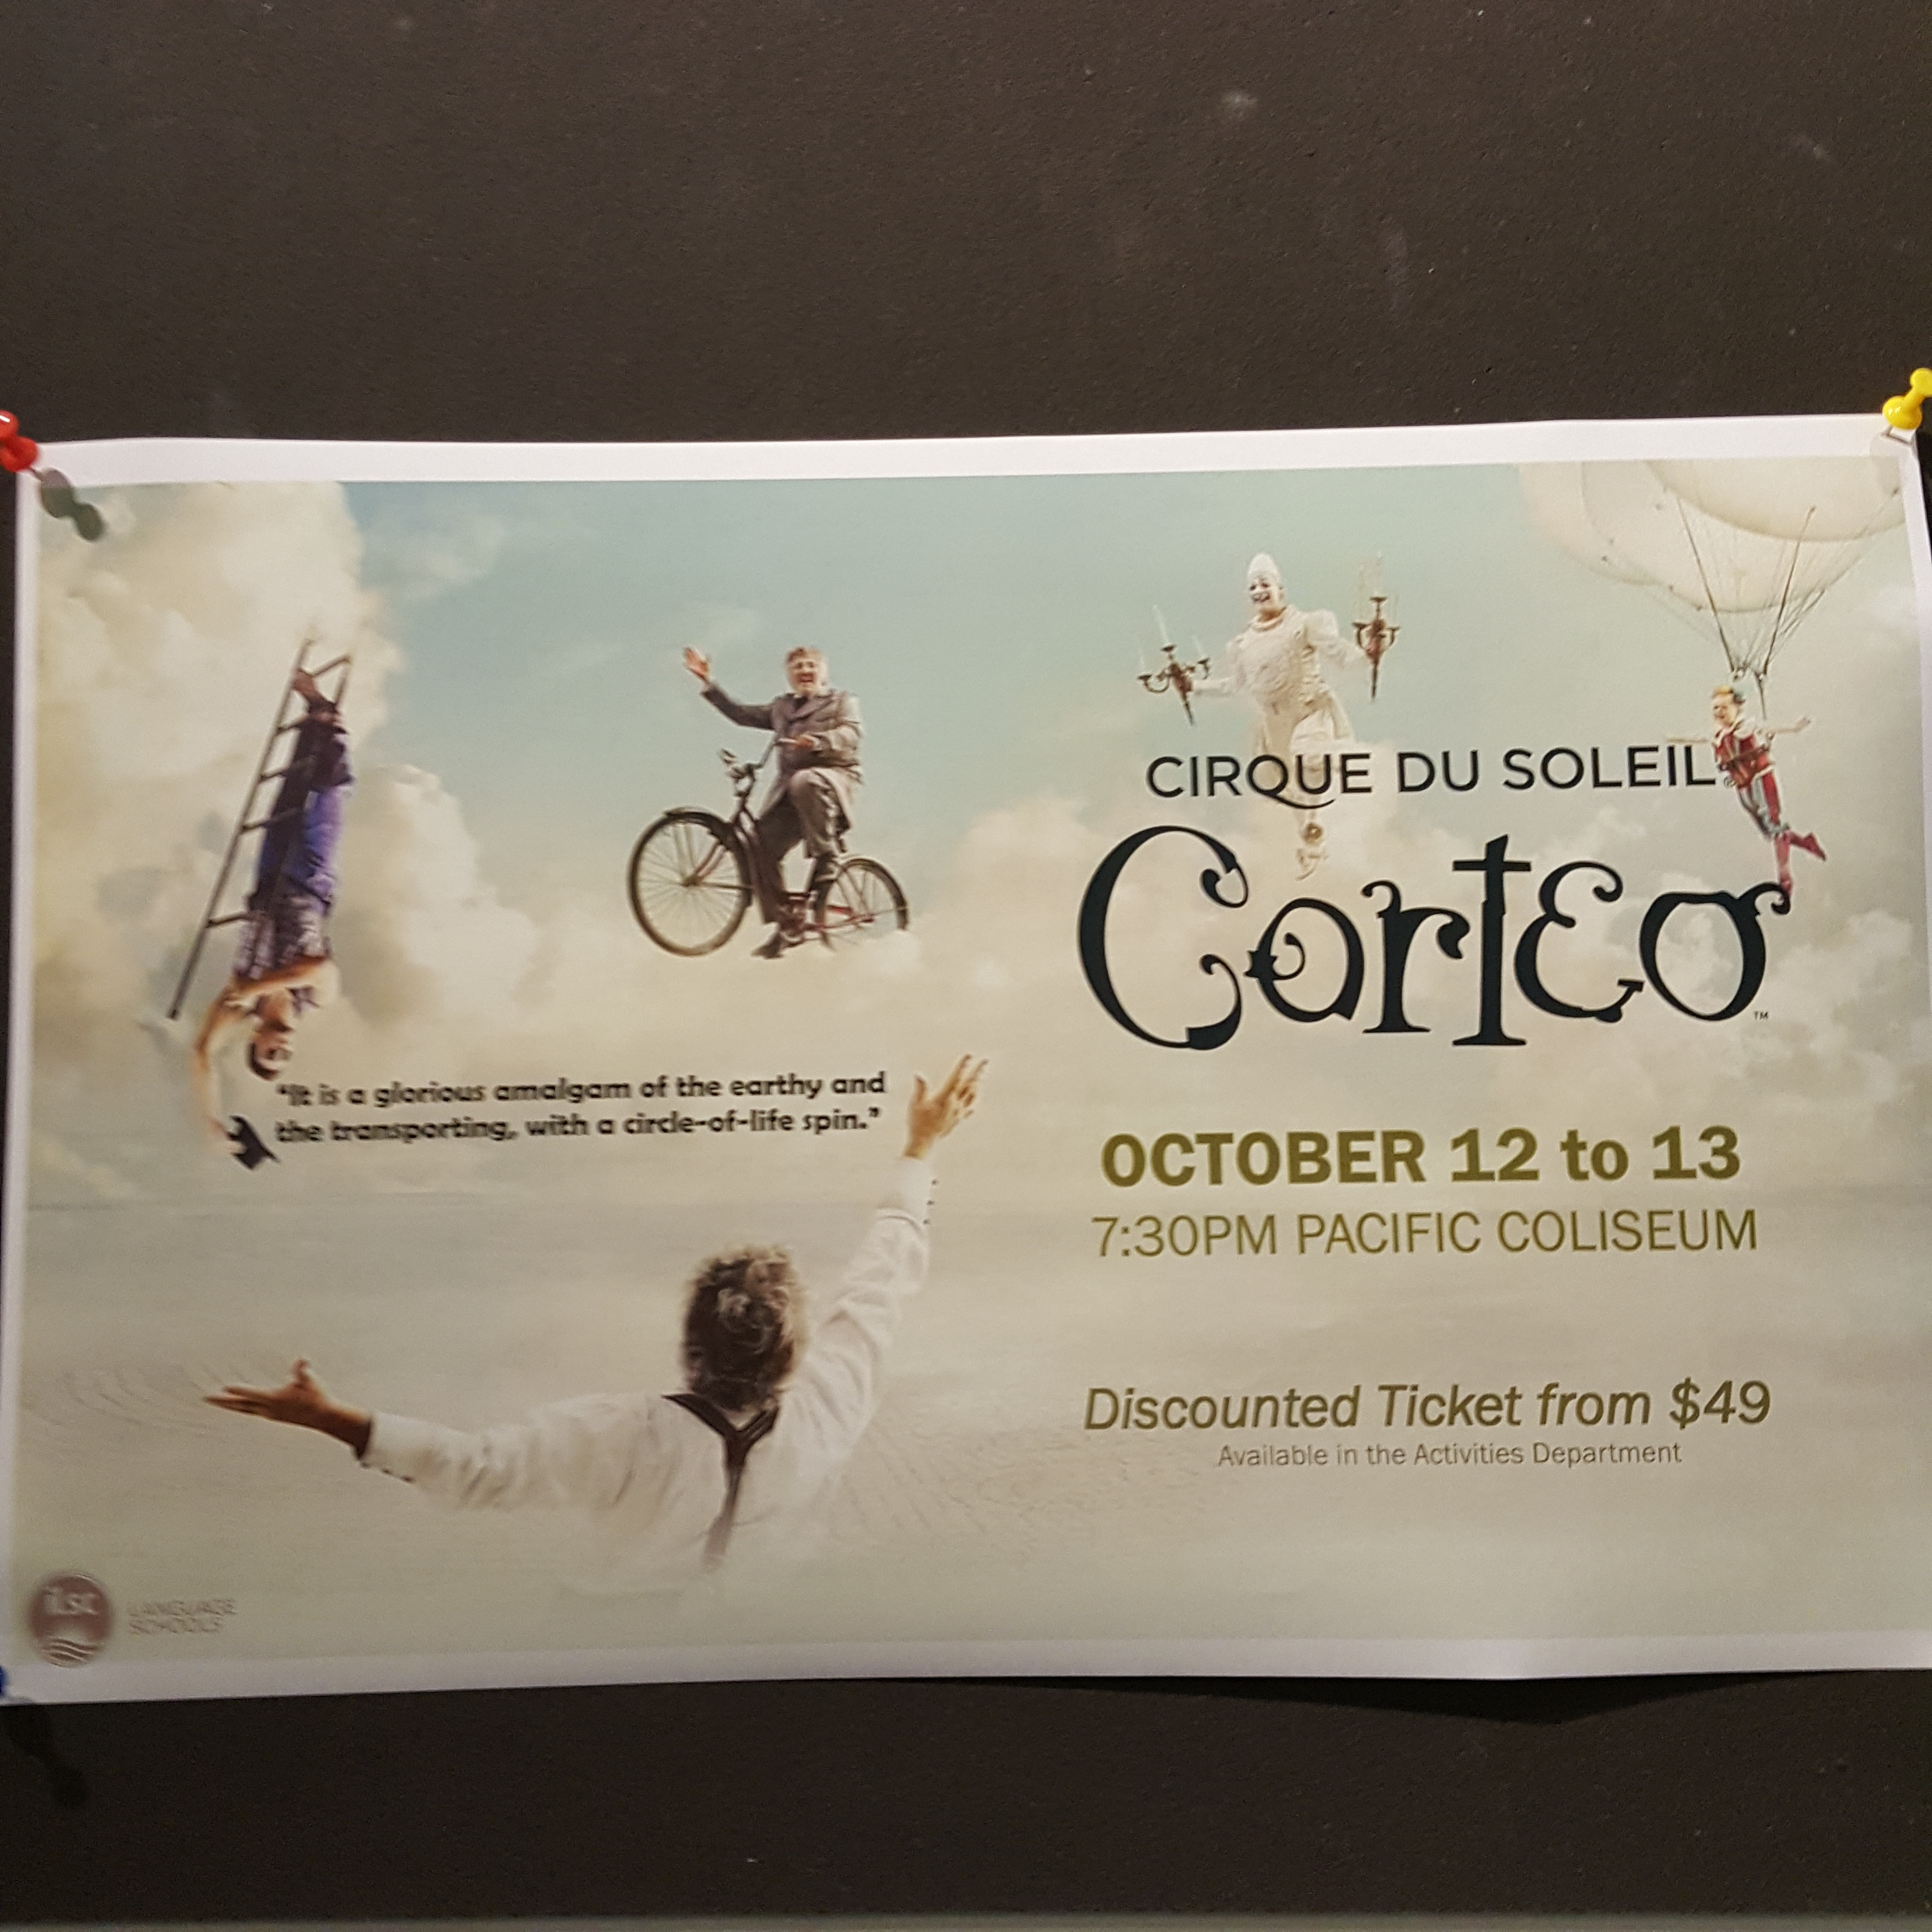 CIRQUE DU SOLEIL®
Corteo™
"It is a glorious amalgam of the earthy and
the transporting, with a circle-of-life spin."
OCTOBER 12 to 13
7:30PM PACIFIC COLISEUM
Discounted Ticket from $49
Available in the Activities Department
ilsc
LANGUAGE
SCHOOLS